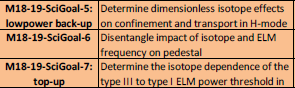 M18-19-SciGoal-5: Determine dimensionless isotope effects
lowpower back-up on confinement and transport in H-mode
M18-19-SciGoal-6 Disentangle impact of isotope and ELM
frequency on pedestal
M18-19-SciGoal-7: Determine the isotope dependence of the
top-up type III to type I ELM power threshold in